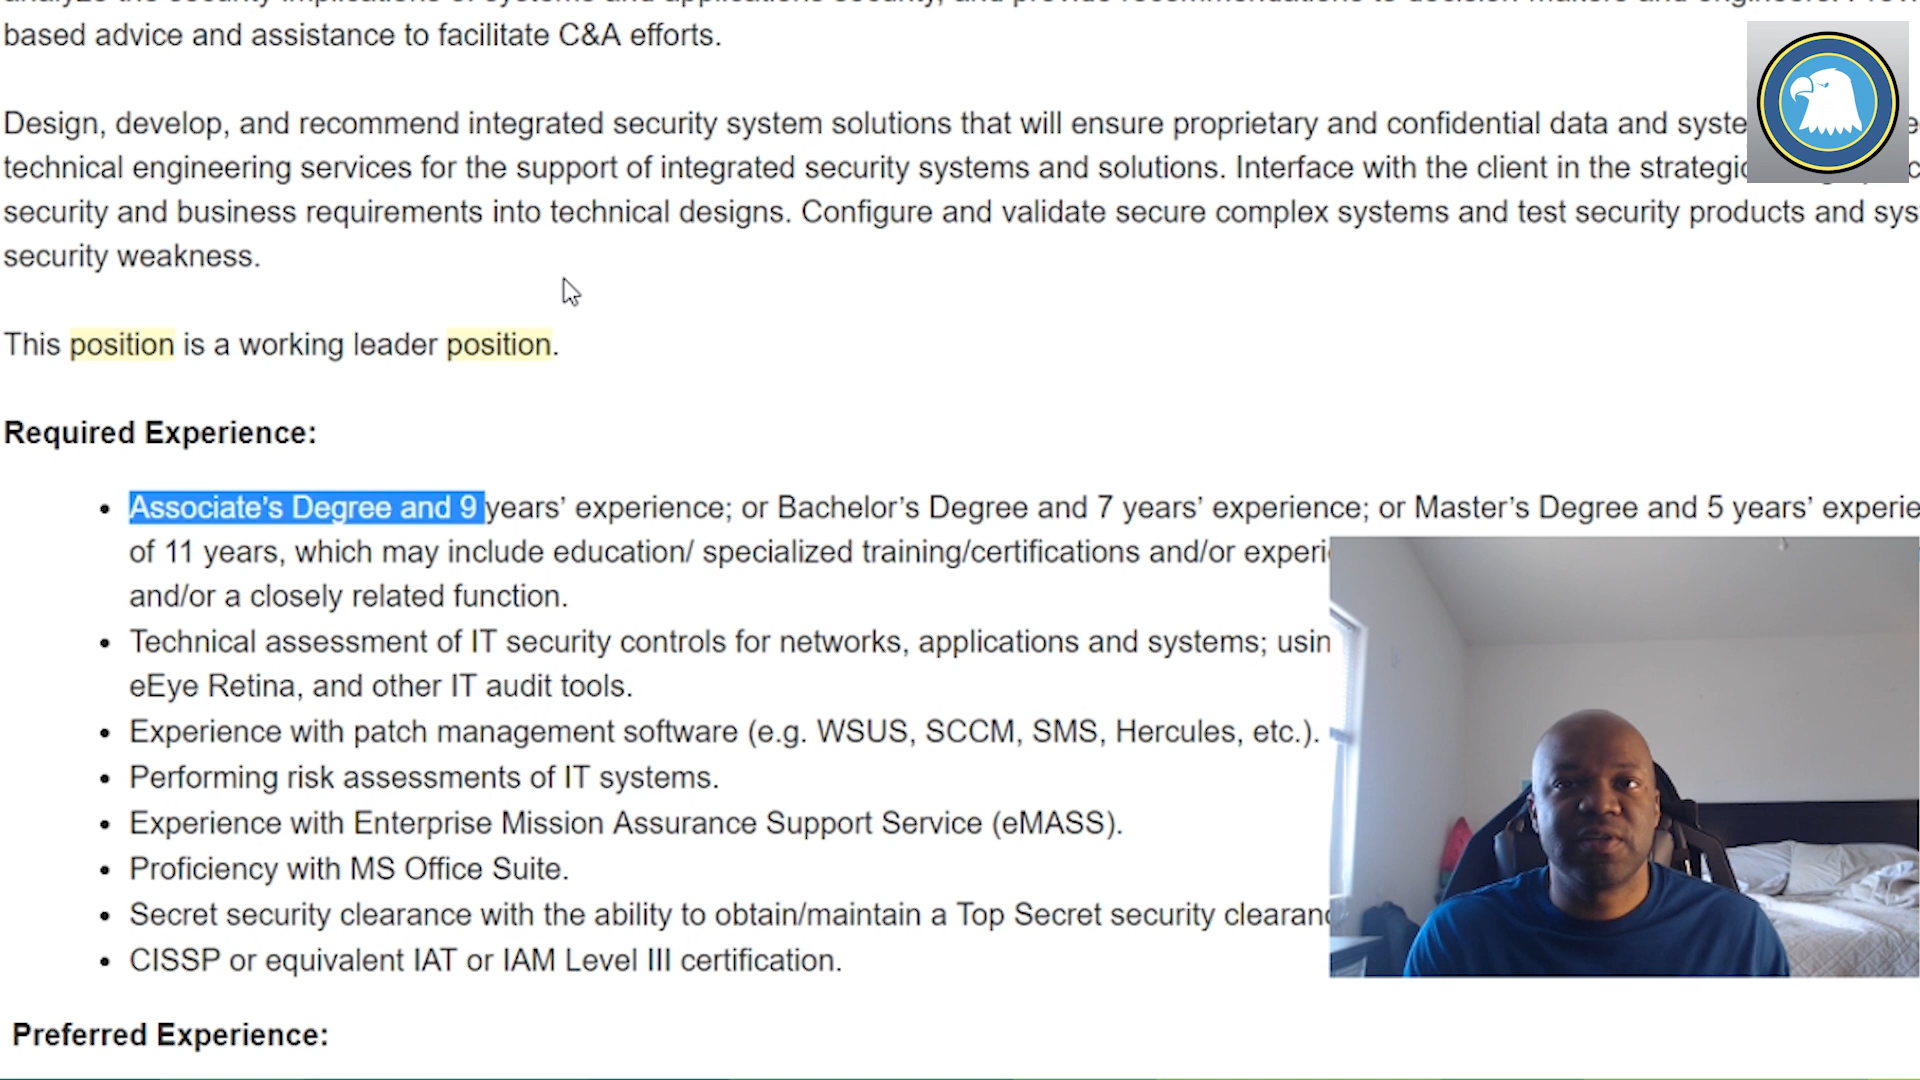 based advice and assistance to facilitate C&A efforts.
Design, develop, and recommend integrated security system solutions that will ensure proprietary and confidential data and
technical engineering services for the support of integrated security systems and solutions. Interface with the client in the
security and business requirements into technical designs. Configure and validate secure complex systems and test security products and
security weakness.
This position is a working leader position.
Required Experience:
• Associate's Degree and 9 years’ experience; or Bachelor’s Degree and 7 years’ experience; or Master’s Degree and 5 years’
of 11 years, which may include education/ specialized training/certifications and/or
and/or a closely related function.
• Technical assessment of IT security controls for networks, applications and systems;
eEye Retina, and other IT audit tools.
• Experience with patch management software (e.g. WSUS, SCCM, SMS, Hercules, etc.).
• Performing risk assessments of IT systems.
• Experience with Enterprise Mission Assurance Support Service (eMASS).
• Proficiency with MS Office Suite.
• Secret security clearance with the ability to obtain/maintain a Top Secret security
• CISSP or equivalent IAT or IAM Level III certification.
Preferred Experience: